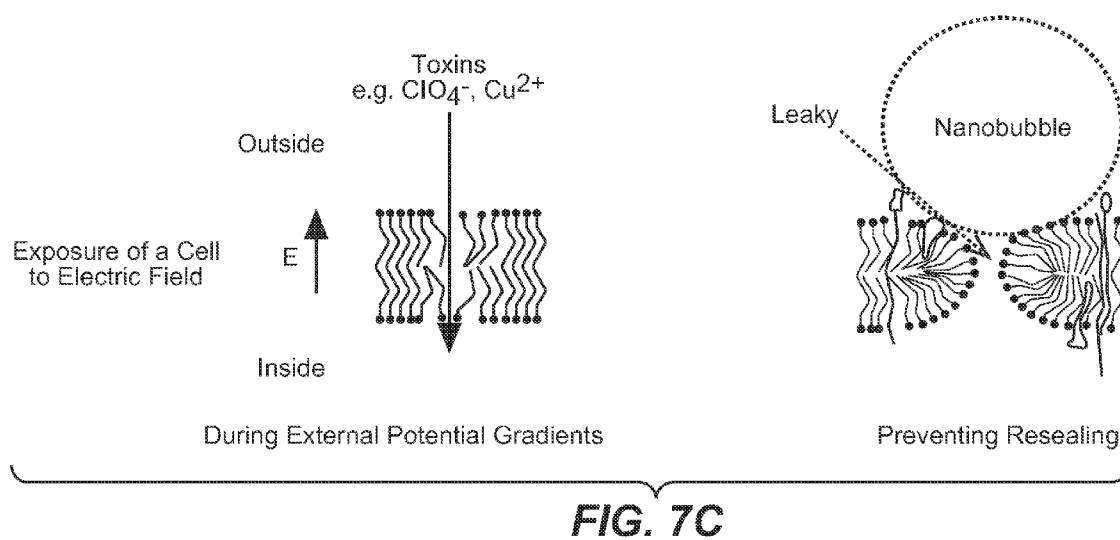 Toxins
e.g. ClO4-, Cu2+
Outside
Exposure of a Cell
to Electric Field
E
Inside
During External Potential Gradients
Leaky
Nanobubble
Preventing Resealing
FIG. 7C